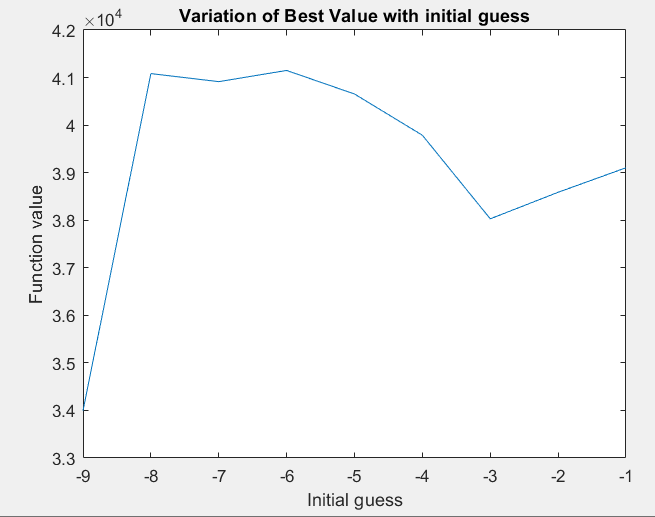 Variation of Best Value with initial guess
×10⁴
4.2
4.1
4
3.9
3.8
3.7
3.6
3.5
3.4
3.3
Function value
-9 -8 -7 -6 -5 -4 -3 -2 -1
Initial guess